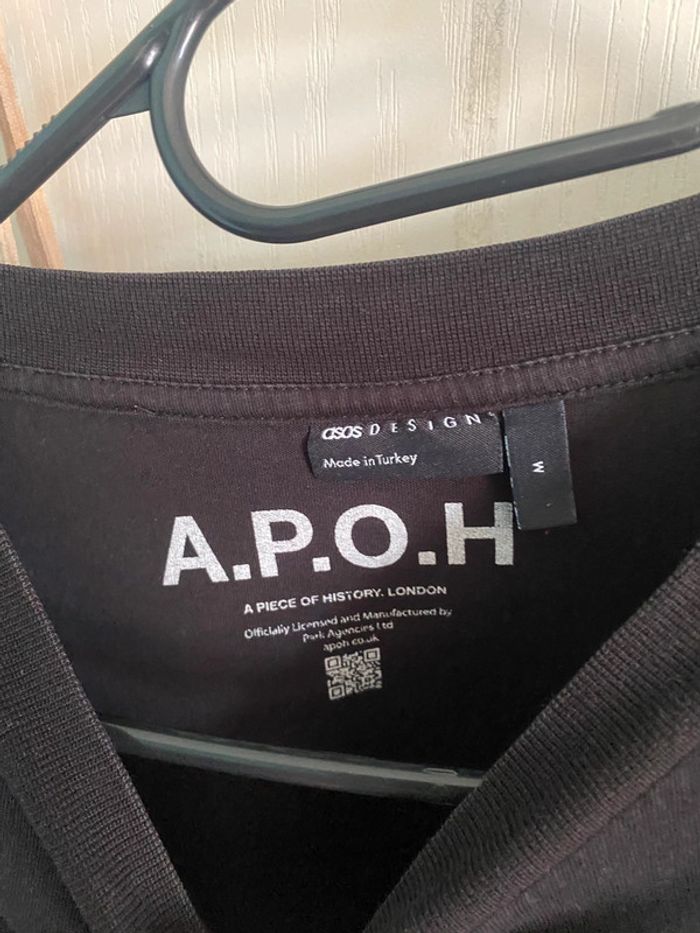 asos DESIGN
Made in Turkey
M
A.P.O.H
A PIECE OF HISTORY. LONDON
Officially Licensed and Manufactured by
Park Agencies Ltd
apoh.co.uk